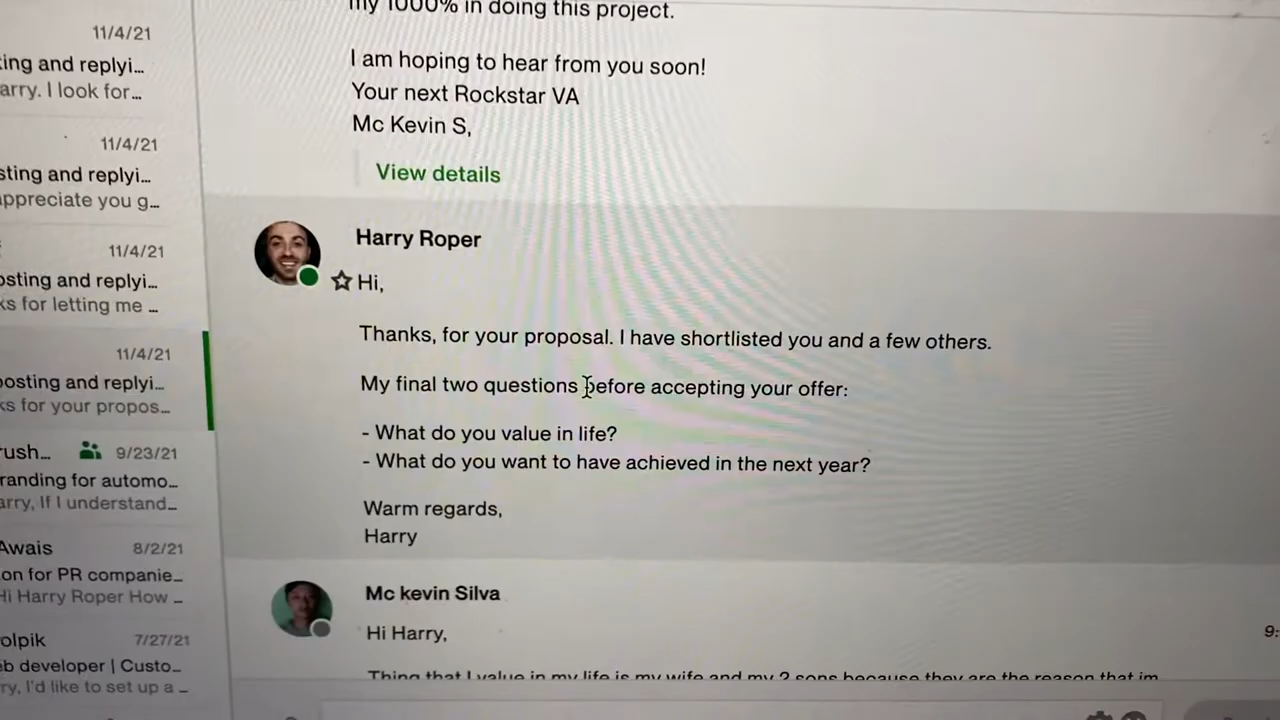 my 1000% in doing this project.
I am hoping to hear from you soon!
Your next Rockstar VA
Mc Kevin S,
View details
Harry Roper
Hi,
Thanks, for your proposal. I have shortlisted you and a few others.
My final two questions before accepting your offer:
- What do you value in life?
- What do you want to have achieved in the next year?
Warm regards,
Harry
Mc kevin Silva
Hi Harry,
9:
Thing that I value in my life is my wife and my 2 sons because they are the reason that im
11/4/21
ing and replyi…
arry. I look for…
11/4/21
sting and replyi…
appreciate you g…
11/4/21
osting and replyi…
ks for letting me …
11/4/21
posting and replyi…
ks for your propos…
rush… 9/23/21
randing for automo…
arry, If I understand…
Awais 8/2/21
on for PR companie…
Hi Harry Roper How …
olpik 7/27/21
eb developer | Custo…
rry, I'd like to set up a …